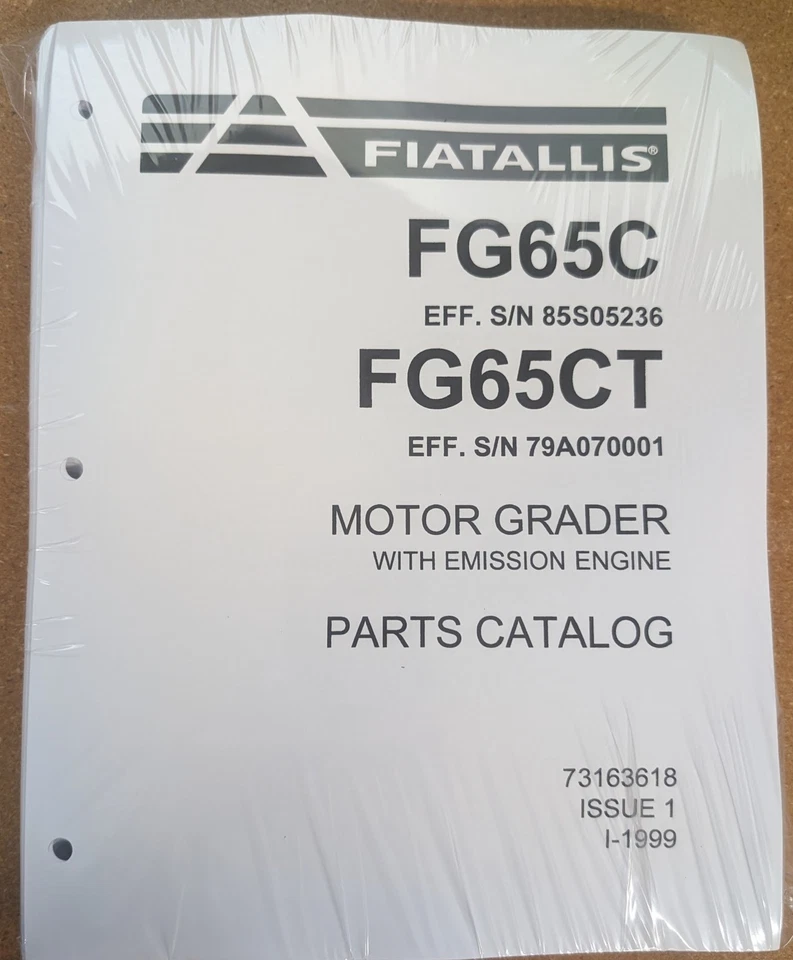 FIATALLIS®
FG65C
EFF. S/N 85S05236
FG65CT
EFF. S/N 79A070001
MOTOR GRADER
WITH EMISSION ENGINE
PARTS CATALOG
73163618
ISSUE 1
I-1999